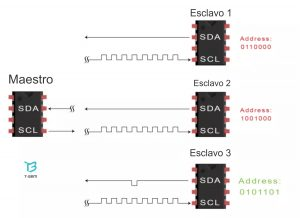 Esclavo 1
SDA
SCL
Address:
0110000
Maestro
SDA
SCL
Esclavo 2
SDA
SCL
Address:
1001000
Esclavo 3
SDA
SCL
Address:
0101101